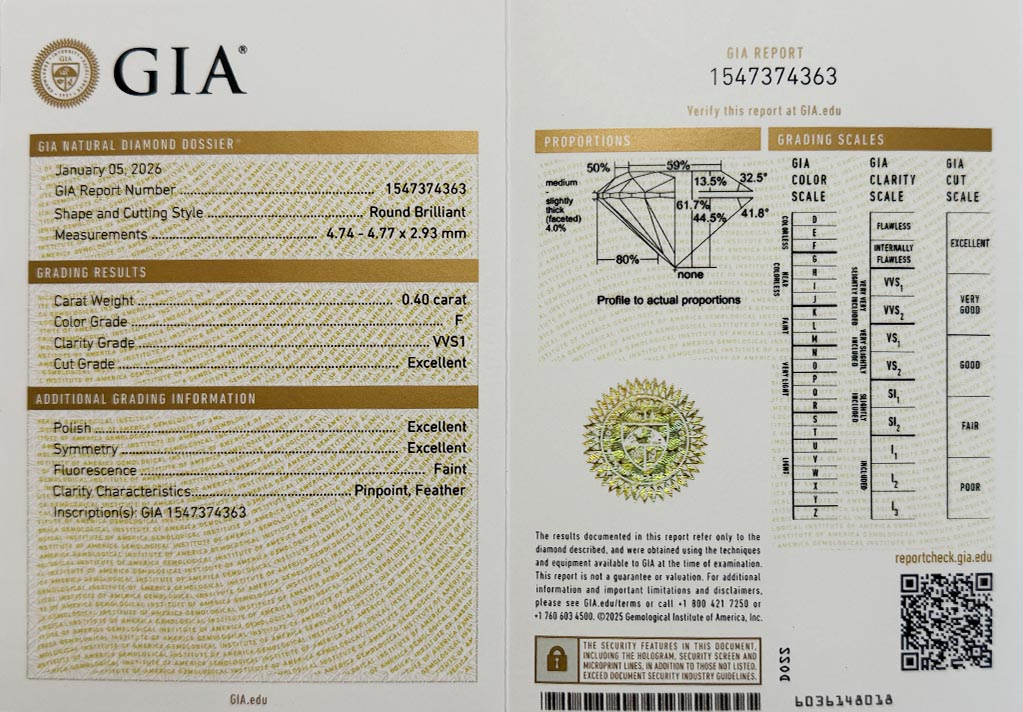 GIA®
GIA NATURAL DIAMOND DOSSIER™
January 05, 2026
GIA Report Number 1547374363
Shape and Cutting Style Round Brilliant
Measurements 4.74 - 4.77 x 2.93 mm
GRADING RESULTS
Carat Weight 0.40 carat
Color Grade F
Clarity Grade VVS1
Cut Grade Excellent
ADDITIONAL GRADING INFORMATION
Polish Excellent
Symmetry Excellent
Fluorescence Faint
Clarity Characteristics Pinpoint, Feather
Inscription(s): GIA 1547374363
GIA.edu
GIA REPORT
1547374363
Verify this report at GIA.edu
PROPORTIONS
50%
59%
medium
-
slightly
thick
(faceted)
4.0%
13.5%
32.5°
61.7%
44.5%
41.8°
80%
none
Profile to actual proportions
GRADING SCALES
GIA
COLOR
SCALE
COLORLESS
D
E
F
NEAR COLORLESS
G
H
I
J
FAINT
K
L
M
VERY LIGHT
N
O
P
Q
R
LIGHT
S
T
U
V
W
X
Y
Z
GIA
CLARITY
SCALE
FLAWLESS
INTERNALLY
FLAWLESS
VERY VERY SLIGHTLY INCLUDED
VVS1
VVS2
VERY SLIGHTLY INCLUDED
VS1
VS2
SLIGHTLY INCLUDED
SI1
SI2
INCLUDED
I1
I2
I3
GIA
CUT
SCALE
EXCELLENT
VERY
GOOD
GOOD
FAIR
POOR
The results documented in this report refer only to the
diamond described, and were obtained using the techniques
and equipment available to GIA at the time of examination.
This report is not a guarantee or valuation. For additional
information and important limitations and disclaimers,
please see GIA.edu/terms or call +1 800 421 7250 or
+1 760 603 4500. ©2025 Gemological Institute of America, Inc.
THE SECURITY FEATURES IN THIS DOCUMENT,
INCLUDING THE HOLOGRAM, SECURITY SCREEN AND
MICROPRINT LINES, IN ADDITION TO THOSE NOT LISTED,
EXCEED DOCUMENT SECURITY INDUSTRY GUIDELINES.
reportcheck.gia.edu
DO22
6036148018